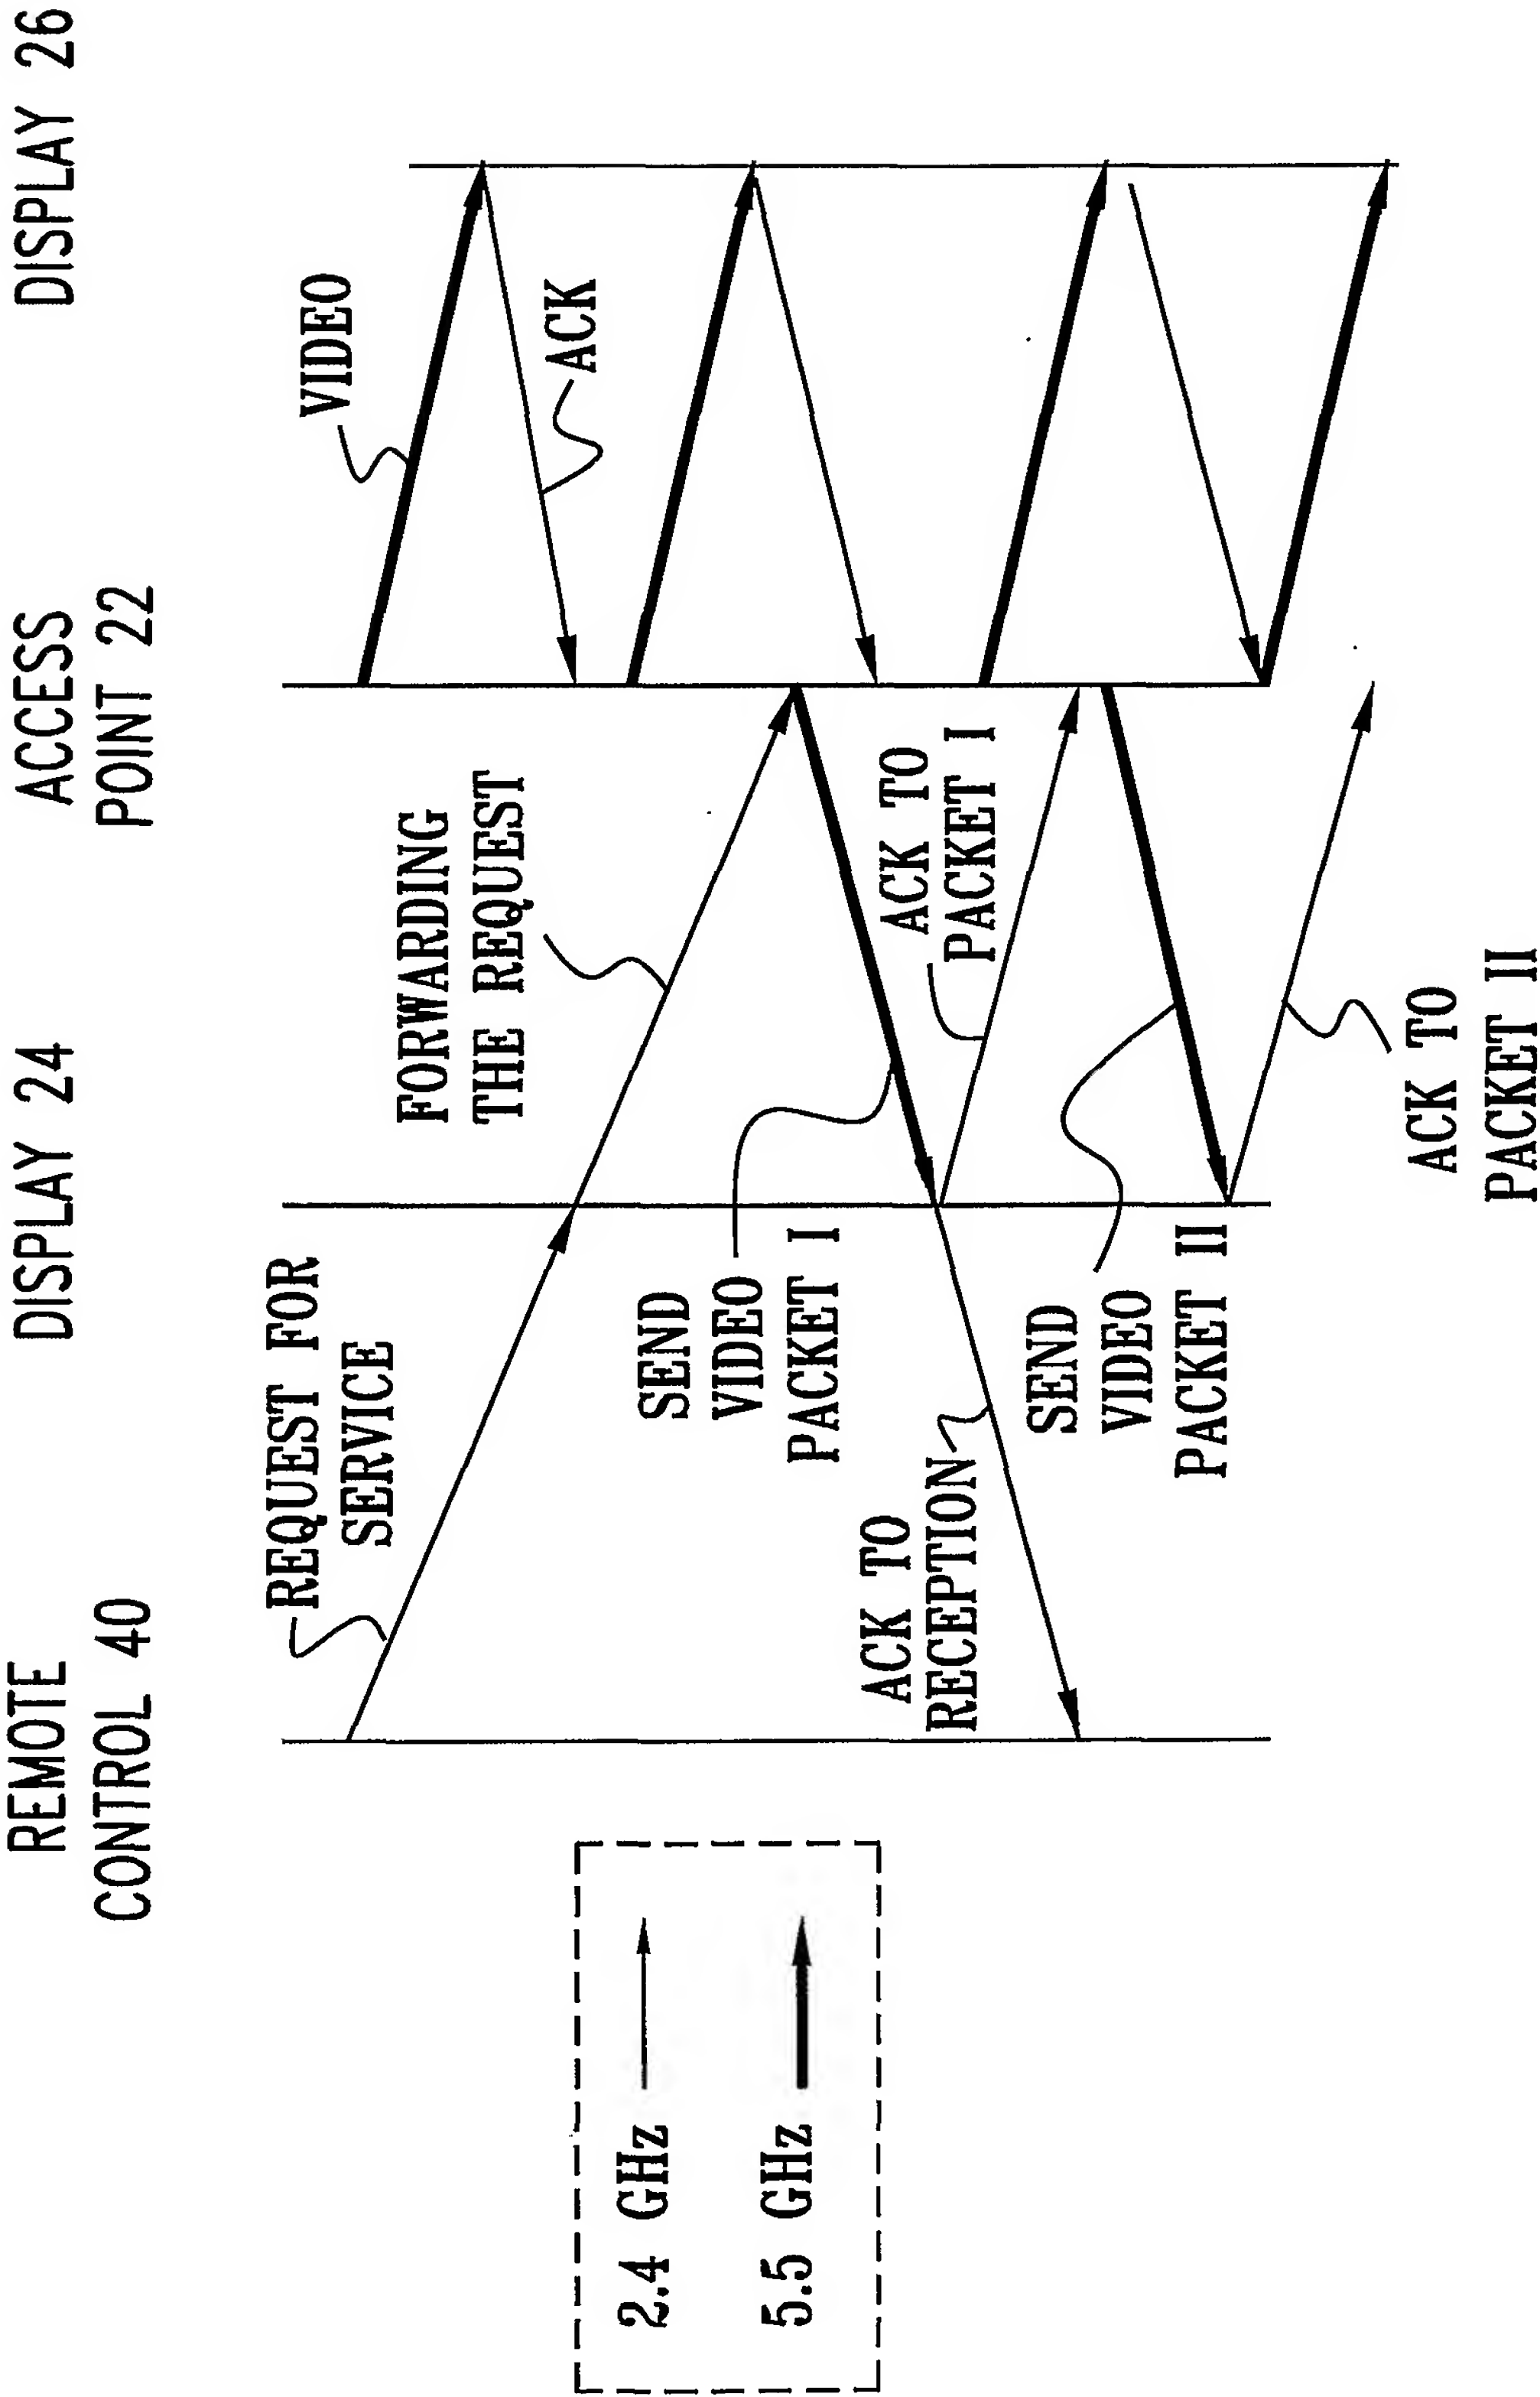 REMOTE
CONTROL 40
DISPLAY 24
ACCESS
POINT 22
DISPLAY 26
REQUEST FOR
SERVICE
FORWARDING
THE REQUEST
VIDEO
ACK
SEND
VIDEO
PACKET I
ACK TO
PACKET I
ACK TO
RECEPTION
SEND
VIDEO
PACKET II
ACK TO
PACKET II
2.4 GHz
5.5 GHz